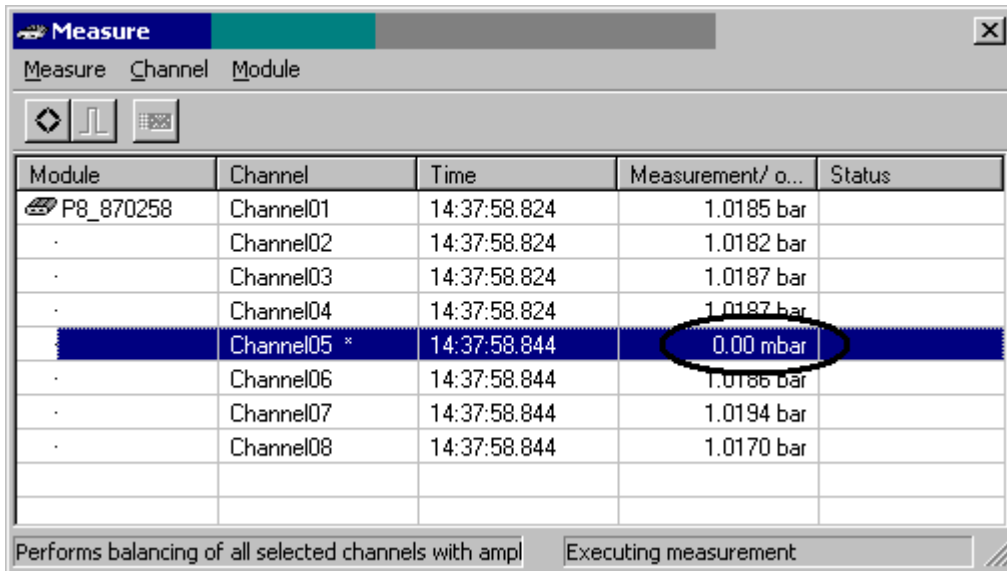 Measure
Measure Channel Module
Module Channel Time Measurement/ o... Status
P8_870258 Channel01 14:37:58.824 1.0185 bar
Channel02 14:37:58.824 1.0182 bar
Channel03 14:37:58.824 1.0187 bar
Channel04 14:37:58.824 1.0187 bar
Channel05 * 14:37:58.844 0.00 mbar
Channel06 14:37:58.844 1.0186 bar
Channel07 14:37:58.844 1.0194 bar
Channel08 14:37:58.844 1.0170 bar
Performs balancing of all selected channels with ampl Executing measurement